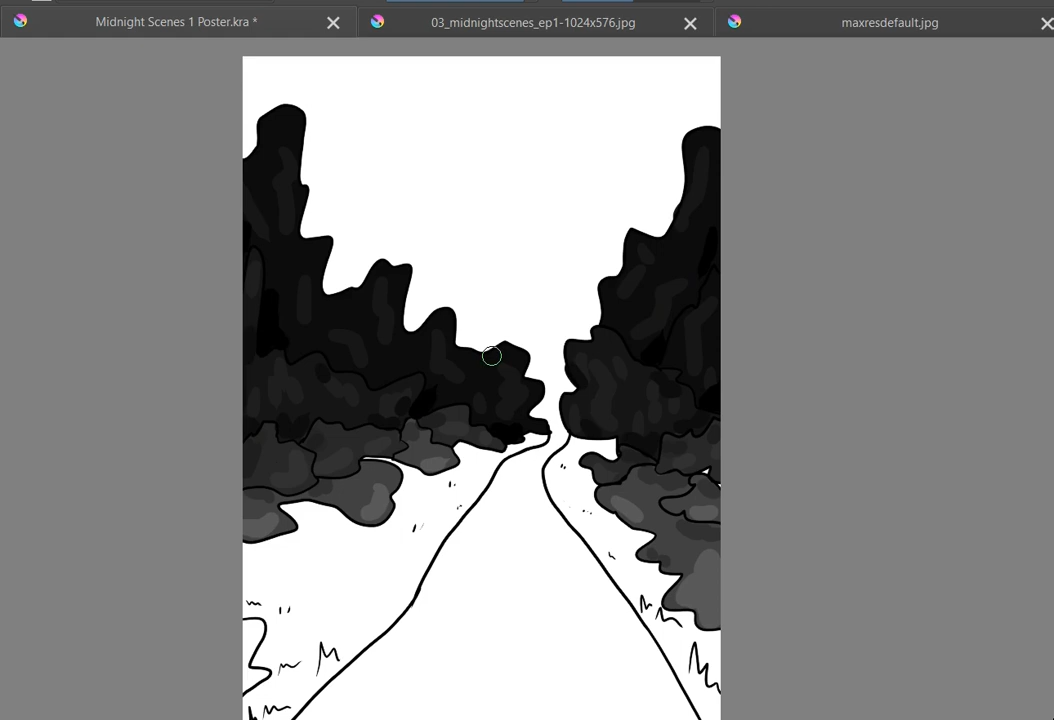 Midnight Scenes 1 Poster.kra *
03_midnightscenes_ep1-1024x576.jpg
maxresdefault.jpg